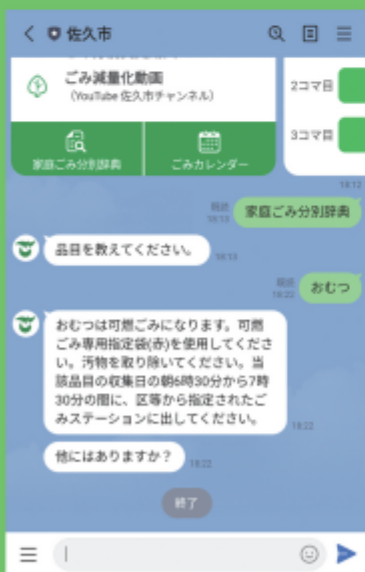 佐久市
ごみ減量化動画
（YouTube 佐久市チャンネル）
家庭ごみ分別辞典
ごみカレンダー
2コマ目
3コマ目
18:12
既読
18:13
家庭ごみ分別辞典
品目を教えてください。
18:13
既読
18:22
おむつ
おむつは可燃ごみになります。可燃
ごみ専用指定袋(赤)を使用してくださ
い。汚物を取り除いてください。当
該品目の収集日の朝6時30分から7時
30分の間に、区等から指定されたご
みステーションに出してください。
18:22
他にはありますか？
18:22
終了